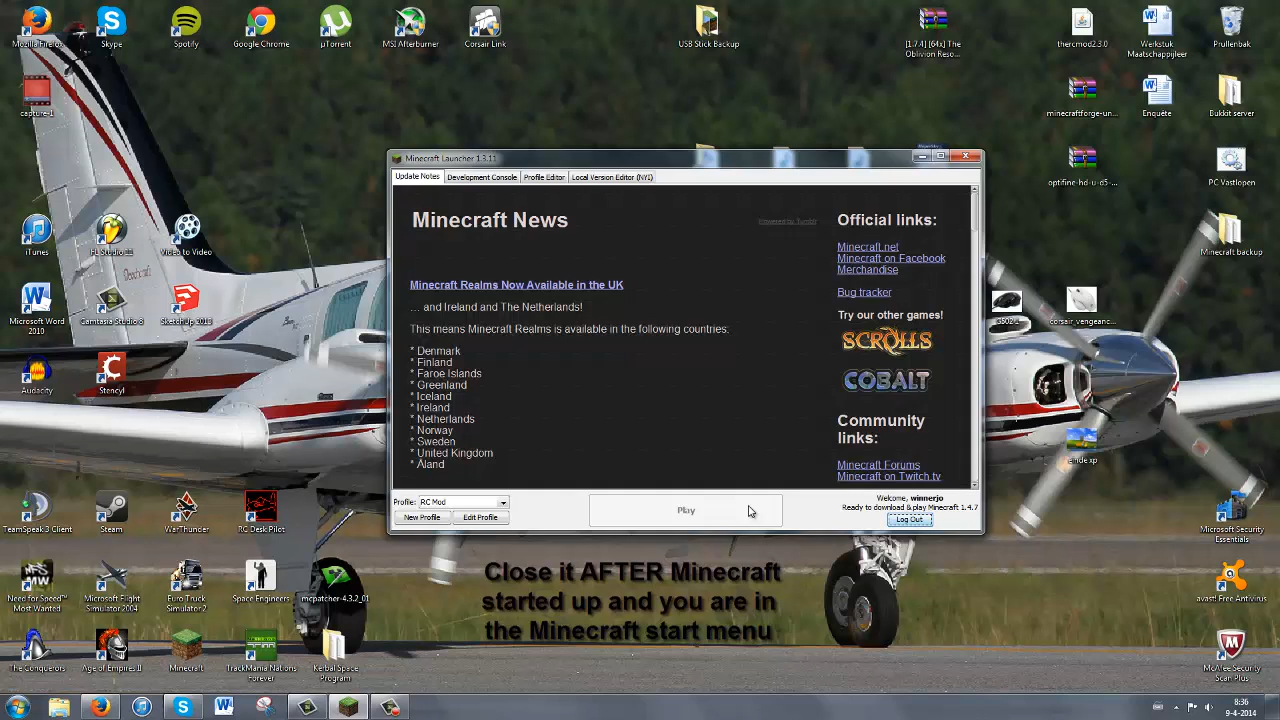 Mozilla Firefox
Skype
Spotify
Google Chrome
µTorrent
MSI Afterburner
Corsair Link
USB Stick Backup
[1.7.4] [64x] The
Oblivion Reso...
thercmod2.3.0
Werkstuk
Maatschappijleer
Prullenbak
capture-1
minecraftforge-un...
Enquête
Bukkit server
Minecraft Launcher 1.3.11
Update Notes
Development Console
Profile Editor
Local Version Editor (NYI)
optifine-hd-u-d5-...
PC Vastlopen
Minecraft News
Powered by Tumblr
Official links:
Minecraft.net
Minecraft on Facebook
Merchandise
Bug tracker
Try our other games!
SCROLLS
COBALT
Community
links:
Minecraft Forums
Minecraft on Twitch.tv
Minecraft Realms Now Available in the UK
... and Ireland and The Netherlands!
This means Minecraft Realms is available in the following countries:
* Denmark
* Finland
* Faroe Islands
* Greenland
* Iceland
* Ireland
* Netherlands
* Norway
* Sweden
* United Kingdom
* Åland
iTunes
FL Studio 11
Video to Video
Minecraft backup
Microsoft Word
2010
Camtasia Studio 8
SketchUp 2013
G502-L
corsair_vengeanc...
Audacity
Stencyl
einde xp
Profile:
RC Mod
New Profile
Edit Profile
Play
Welcome, winnerjo
Ready to download & play Minecraft 1.4.7
Log Out
TeamSpeak 3 Client
Steam
WarThunder
RC Desk Pilot
Microsoft Security
Essentials
Close it AFTER Minecraft
started up and you are in
the Minecraft start menu
Need for Speed™
Most Wanted
Microsoft Flight
Simulator 2004
Euro Truck
Simulator 2
Space Engineers
mcpatcher-4.3.2_01
avast! Free Antivirus
The Conquerors
Age of Empires II
Minecraft
TrackMania Nations
Forever
Kerbal Space
Program
McAfee Security
Scan Plus
8:36
9-4-2014